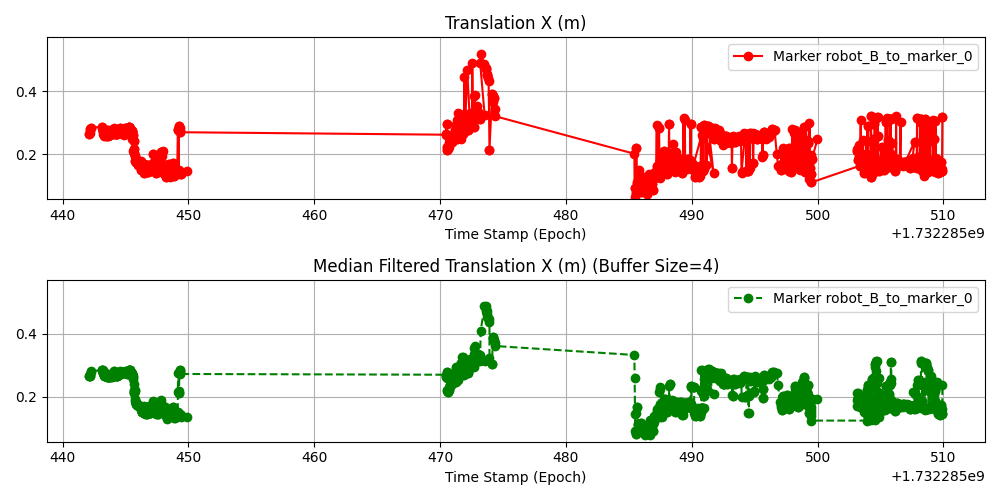 Translation X (m)
Marker robot_B_to_marker_0
0.4
0.2
440 450 460 470 480 490 500 510
Time Stamp (Epoch)
+1.732285e9
Median Filtered Translation X (m) (Buffer Size=4)
Marker robot_B_to_marker_0
0.4
0.2
440 450 460 470 480 490 500 510
Time Stamp (Epoch)
+1.732285e9